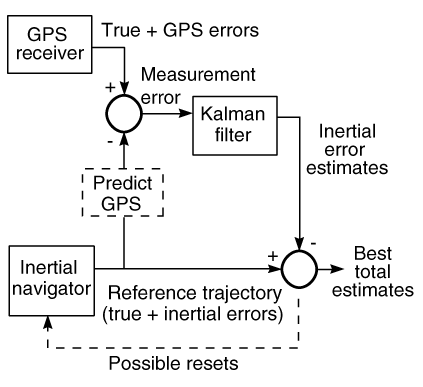 GPS
receiver
True + GPS errors
+
Measurement
error
-
Kalman
filter
Inertial
error
estimates
Predict
GPS
Inertial
navigator
+
-
Best
total
estimates
Reference trajectory
(true + inertial errors)
Possible resets